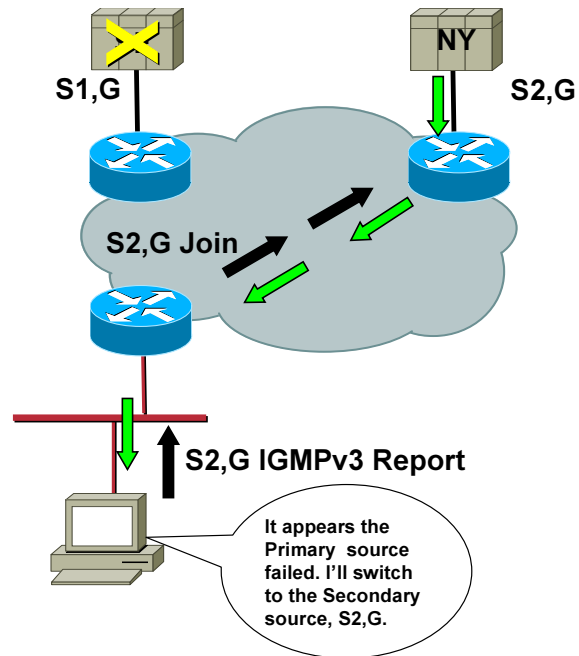 NY
S1,G
S2,G
S2,G Join
S2,G IGMPv3 Report
It appears the
Primary source
failed. I'll switch
to the Secondary
source, S2,G.